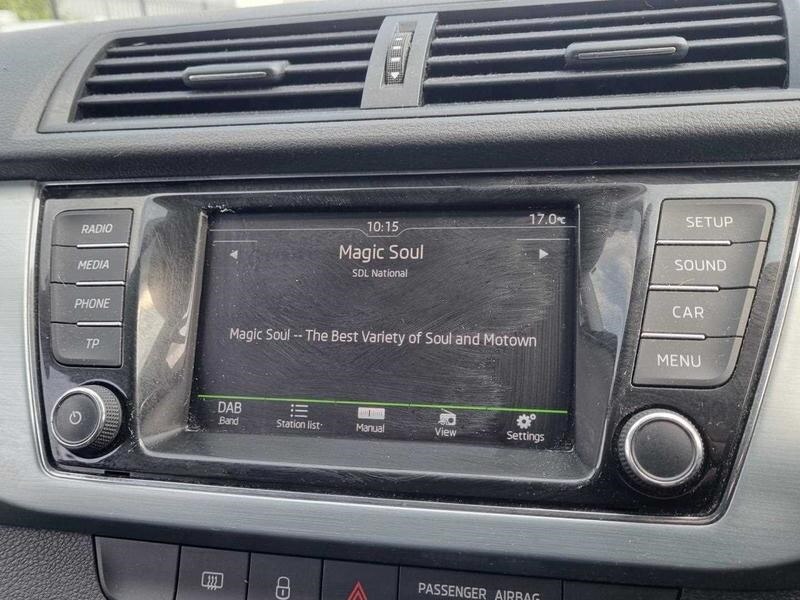 RADIO
MEDIA
PHONE
TP
10:15
17.0°C
Magic Soul
SDL National
Magic Soul -- The Best Variety of Soul and Motown
DAB
Band
Station list
Manual
View
Settings
SETUP
SOUND
CAR
MENU
PASSENGER AIRBAG